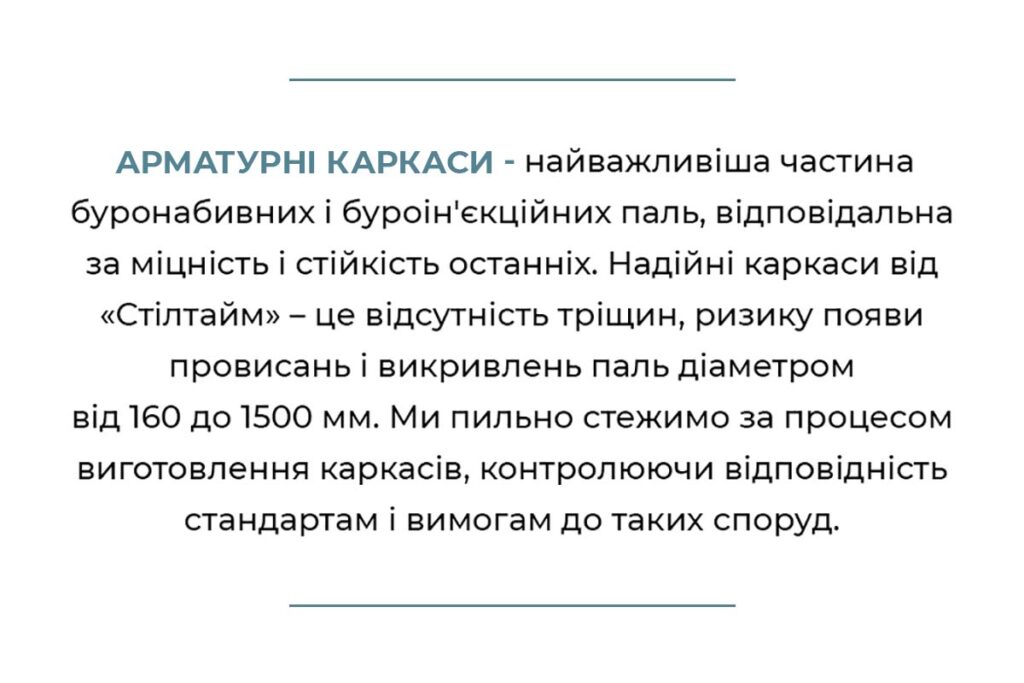 АРМАТУРНІ КАРКАСИ - найважливіша частина
буронабивних і буроін'єкційних паль, відповідальна
за міцність і стійкість останніх. Надійні каркаси від
«Стілтайм» – це відсутність тріщин, ризику появи
провисань і викривлень паль діаметром
від 160 до 1500 мм. Ми пильно стежимо за процесом
виготовлення каркасів, контролюючи відповідність
стандартам і вимогам до таких споруд.